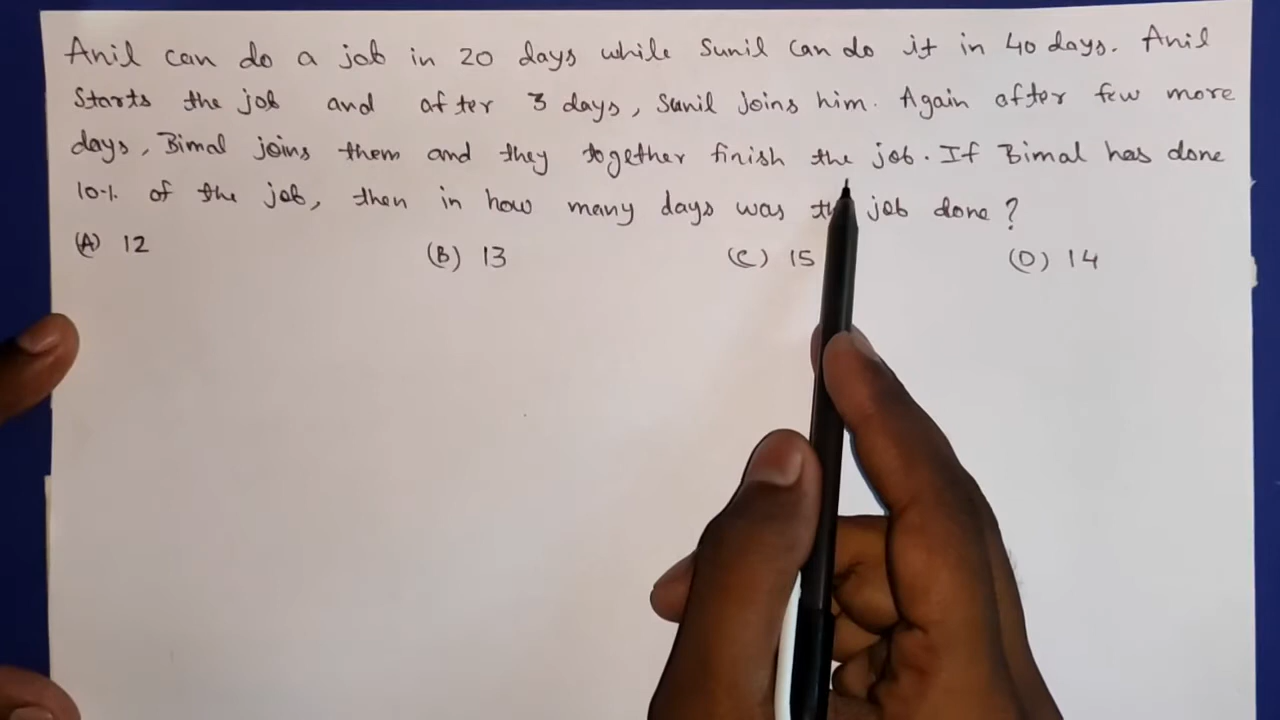 Anil can do a job in 20 days while Sunil can do it in 40 days. Anil
Starts the job and after 3 days, Sunil joins him. Again after few more
days, Bimal joins them and they together finish the job. If Bimal has done
10% of the job, then in how many days was the job done?
(A) 12 (B) 13 (C) 15 (D) 14